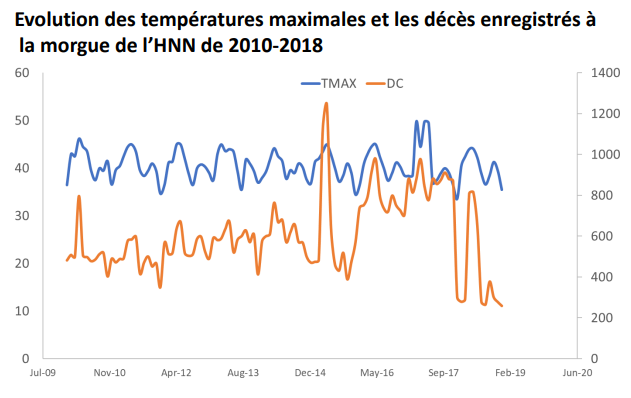 Evolution des températures maximales et les décès enregistrés à
la morgue de l’HNN de 2010-2018
60
50
40
30
20
10
0
TMAX
DC
1400
1200
1000
800
600
400
200
0
Jul-09
Nov-10
Apr-12
Aug-13
Dec-14
May-16
Sep-17
Feb-19
Jun-20